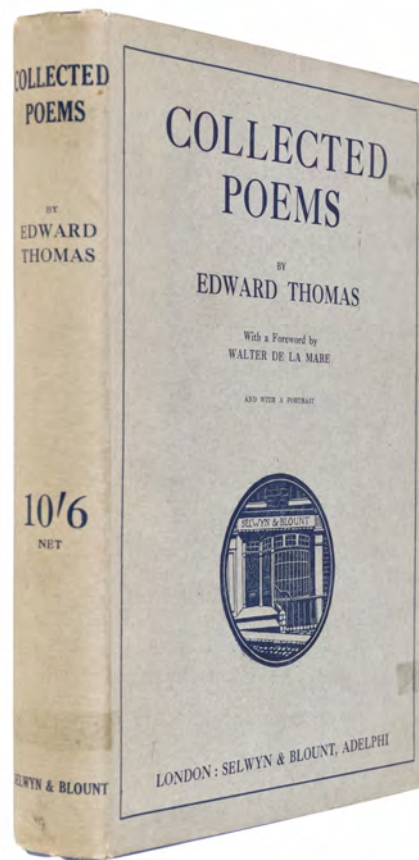 COLLECTED
POEMS
BY
EDWARD
THOMAS
10/6
NET
SELWYN & BLOUNT
COLLECTED
POEMS
BY
EDWARD THOMAS
With a Foreword by
WALTER DE LA MARE
AND WITH A PORTRAIT
SELWYN & BLOUNT
LONDON: SELWYN & BLOUNT, ADELPHI